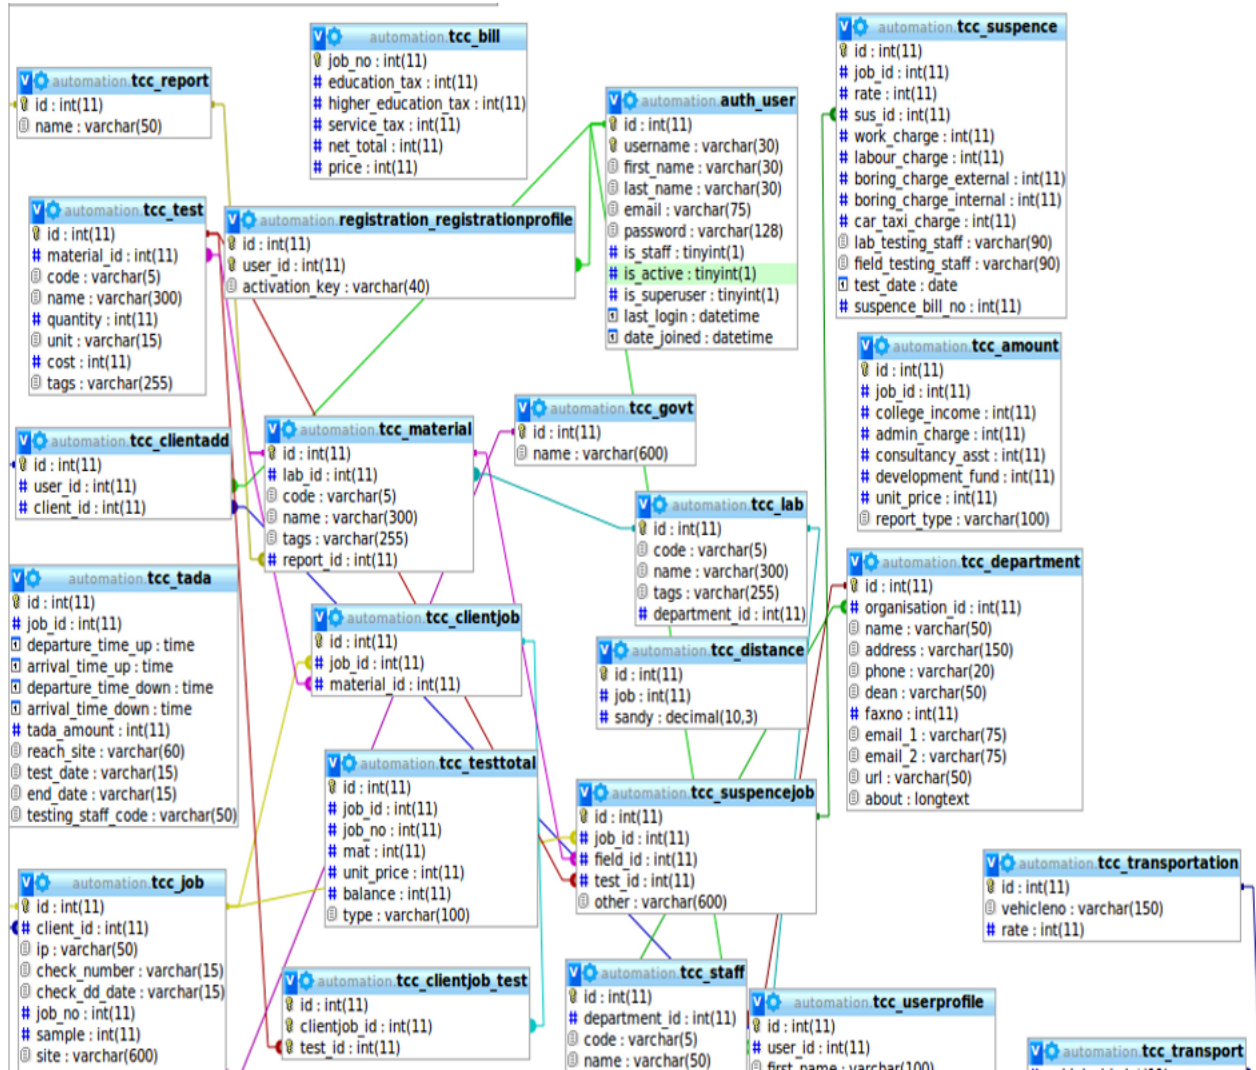 automation.tcc_report
id : int(11)
name : varchar(50)
automation.tcc_bill
job_no : int(11)
education_tax : int(11)
higher_education_tax : int(11)
service_tax : int(11)
net_total : int(11)
price : int(11)
automation.auth_user
id : int(11)
username : varchar(30)
first_name : varchar(30)
last_name : varchar(30)
email : varchar(75)
password : varchar(128)
is_staff : tinyint(1)
is_active : tinyint(1)
is_superuser : tinyint(1)
last_login : datetime
date_joined : datetime
automation.tcc_suspence
id : int(11)
job_id : int(11)
rate : int(11)
sus_id : int(11)
work_charge : int(11)
labour_charge : int(11)
boring_charge_external : int(11)
boring_charge_internal : int(11)
car_taxi_charge : int(11)
lab_testing_staff : varchar(90)
field_testing_staff : varchar(90)
test_date : date
suspence_bill_no : int(11)
automation.tcc_test
id : int(11)
material_id : int(11)
code : varchar(5)
name : varchar(300)
quantity : int(11)
unit : varchar(15)
cost : int(11)
tags : varchar(255)
automation.registration_registrationprofile
id : int(11)
user_id : int(11)
activation_key : varchar(40)
automation.tcc_amount
id : int(11)
job_id : int(11)
college_income : int(11)
admin_charge : int(11)
consultancy_asst : int(11)
development_fund : int(11)
unit_price : int(11)
report_type : varchar(100)
automation.tcc_govt
id : int(11)
name : varchar(600)
automation.tcc_clientadd
id : int(11)
user_id : int(11)
client_id : int(11)
automation.tcc_material
id : int(11)
lab_id : int(11)
code : varchar(5)
name : varchar(300)
tags : varchar(255)
report_id : int(11)
automation.tcc_lab
id : int(11)
code : varchar(5)
name : varchar(300)
tags : varchar(255)
department_id : int(11)
automation.tcc_department
id : int(11)
organisation_id : int(11)
name : varchar(50)
address : varchar(150)
phone : varchar(20)
dean : varchar(50)
faxno : int(11)
email_1 : varchar(75)
email_2 : varchar(75)
url : varchar(50)
about : longtext
automation.tcc_tada
id : int(11)
job_id : int(11)
departure_time_up : time
arrival_time_up : time
departure_time_down : time
arrival_time_down : time
tada_amount : int(11)
reach_site : varchar(60)
test_date : varchar(15)
end_date : varchar(15)
testing_staff_code : varchar(50)
automation.tcc_clientjob
id : int(11)
job_id : int(11)
material_id : int(11)
automation.tcc_distance
id : int(11)
job : int(11)
sandy : decimal(10,3)
automation.tcc_testtotal
id : int(11)
job_id : int(11)
job_no : int(11)
mat : int(11)
unit_price : int(11)
balance : int(11)
type : varchar(100)
automation.tcc_suspencejob
id : int(11)
job_id : int(11)
field_id : int(11)
test_id : int(11)
other : varchar(600)
automation.tcc_transportation
id : int(11)
vehicleno : varchar(150)
rate : int(11)
automation.tcc_job
id : int(11)
client_id : int(11)
ip : varchar(50)
check_number : varchar(15)
check_dd_date : varchar(15)
job_no : int(11)
sample : int(11)
site : varchar(600)
automation.tcc_clientjob_test
id : int(11)
clientjob_id : int(11)
test_id : int(11)
automation.tcc_staff
id : int(11)
department_id : int(11)
code : varchar(5)
name : varchar(50)
automation.tcc_userprofile
id : int(11)
user_id : int(11)
first_name : varchar(100)
automation.tcc_transport